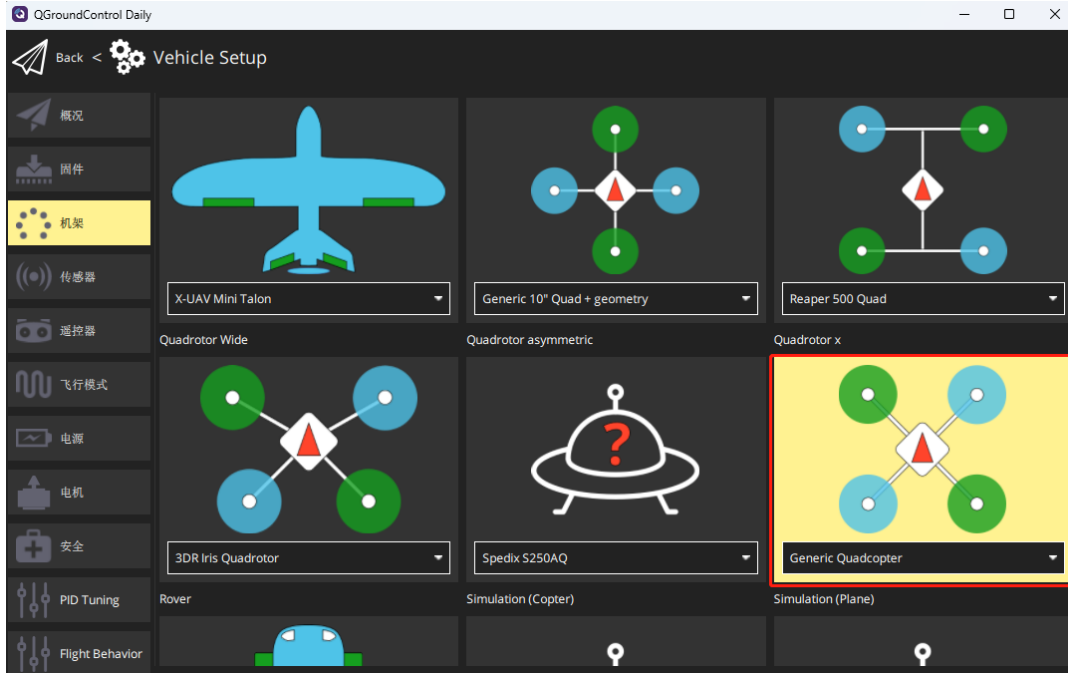 QGroundControl Daily
Back < Vehicle Setup
概况
固件
机架
传感器
遥控器
飞行模式
电源
电机
安全
PID Tuning
Flight Behavior
X-UAV Mini Talon
Generic 10" Quad + geometry
Reaper 500 Quad
Quadrotor Wide
Quadrotor asymmetric
Quadrotor x
?
3DR Iris Quadrotor
Spedix S250AQ
Generic Quadcopter
Rover
Simulation (Copter)
Simulation (Plane)